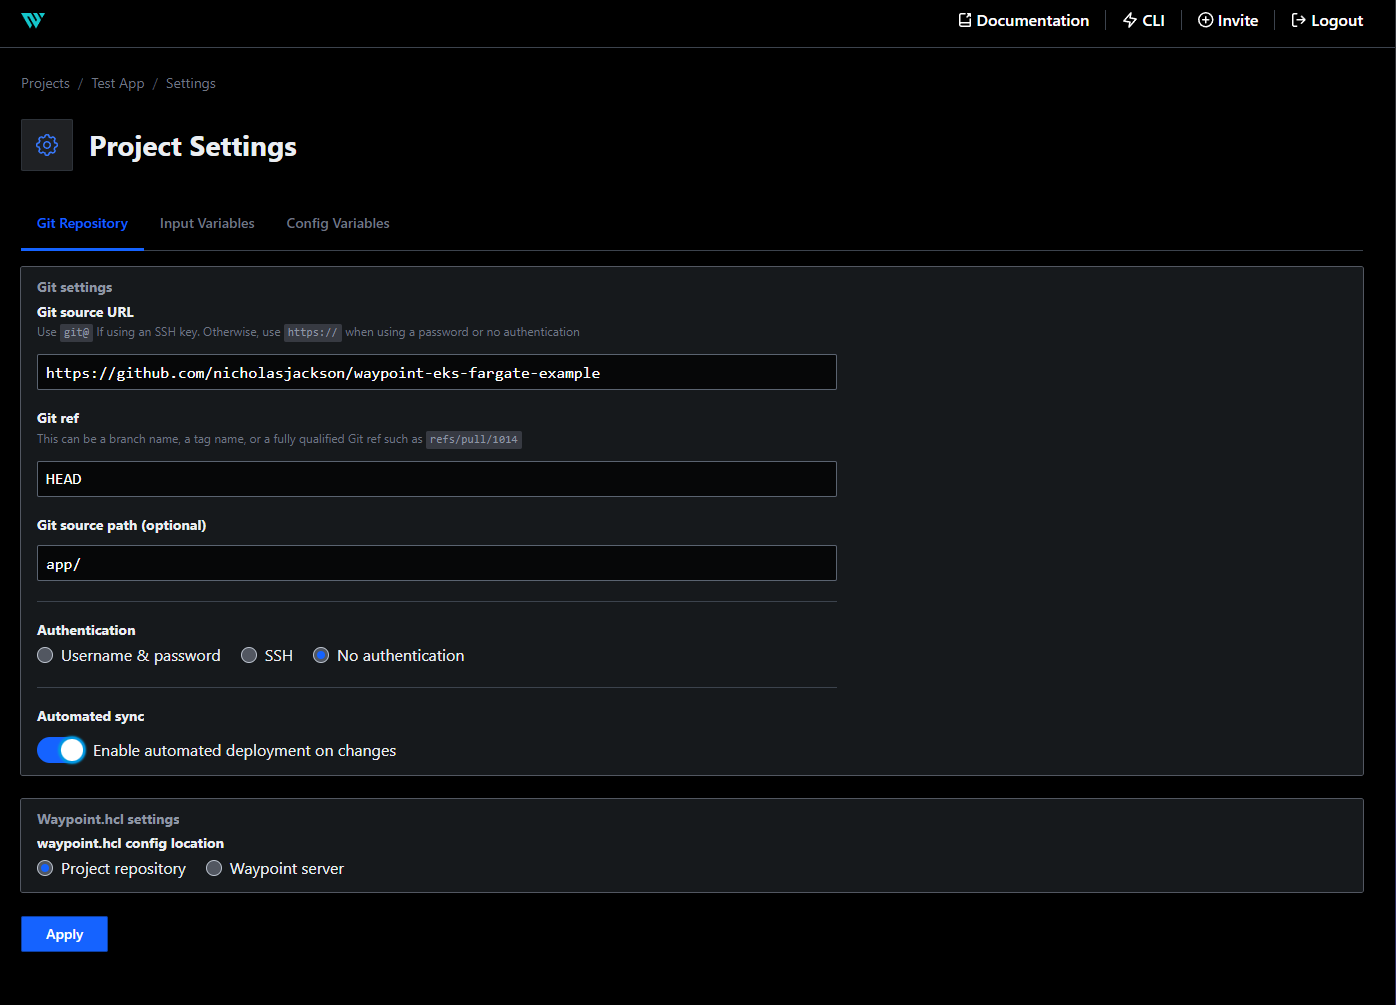 Documentation CLI Invite Logout
Projects / Test App / Settings
Project Settings
Git Repository Input Variables Config Variables
Git settings
Git source URL
Use git@ If using an SSH key. Otherwise, use https:// when using a password or no authentication
https://github.com/nicholasjackson/waypoint-eks-fargate-example
Git ref
This can be a branch name, a tag name, or a fully qualified Git ref such as refs/pull/1014
HEAD
Git source path (optional)
app/
Authentication
Username & password SSH No authentication
Automated sync
Enable automated deployment on changes
Waypoint.hcl settings
waypoint.hcl config location
Project repository Waypoint server
Apply